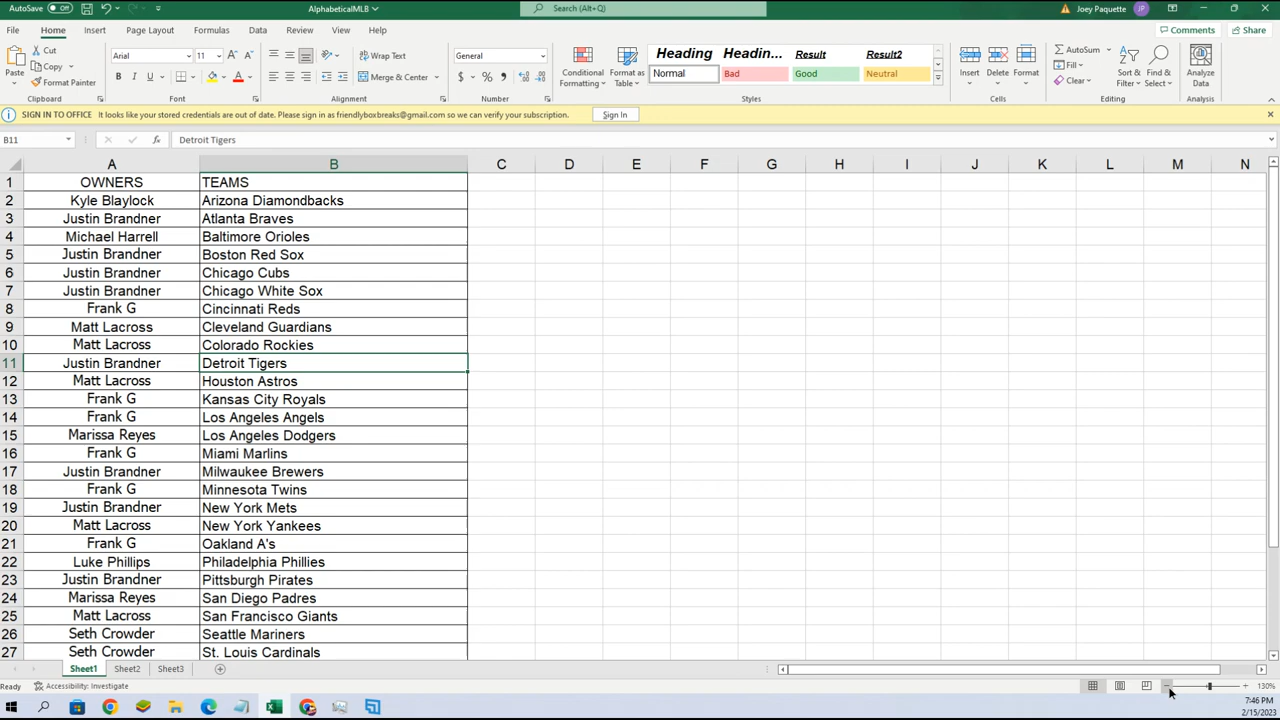 AutoSave Off AlphabeticalMLB Search (Alt+Q) Joey Paquette JP
File Home Insert Page Layout Formulas Data Review View Help Comments Share
Paste Cut Copy Format Painter Clipboard
Arial 11 A A B I U A Font
ab Wrap Text Merge & Center Alignment
General $ % , Number
Conditional Formatting Format as Table
Heading Headin... Result Result2
Normal Bad Good Neutral
Styles
Insert Delete Format Cells
AutoSum Fill Clear Sort & Filter Find & Select Editing
Analyze Data Analysis
SIGN IN TO OFFICE It looks like your stored credentials are out of date. Please sign in as friendlyboxbreaks@gmail.com so we can verify your subscription. Sign In
B11 fx Detroit Tigers
A B C D E F G H I J K L M N
1 OWNERS TEAMS
2 Kyle Blaylock Arizona Diamondbacks
3 Justin Brandner Atlanta Braves
4 Michael Harrell Baltimore Orioles
5 Justin Brandner Boston Red Sox
6 Justin Brandner Chicago Cubs
7 Justin Brandner Chicago White Sox
8 Frank G Cincinnati Reds
9 Matt Lacross Cleveland Guardians
10 Matt Lacross Colorado Rockies
11 Justin Brandner Detroit Tigers
12 Matt Lacross Houston Astros
13 Frank G Kansas City Royals
14 Frank G Los Angeles Angels
15 Marissa Reyes Los Angeles Dodgers
16 Frank G Miami Marlins
17 Justin Brandner Milwaukee Brewers
18 Frank G Minnesota Twins
19 Justin Brandner New York Mets
20 Matt Lacross New York Yankees
21 Frank G Oakland A's
22 Luke Phillips Philadelphia Phillies
23 Justin Brandner Pittsburgh Pirates
24 Marissa Reyes San Diego Padres
25 Matt Lacross San Francisco Giants
26 Seth Crowder Seattle Mariners
27 Seth Crowder St. Louis Cardinals
Sheet1 Sheet2 Sheet3
Ready Accessibility: Investigate 130%
7:46 PM
2/15/2023